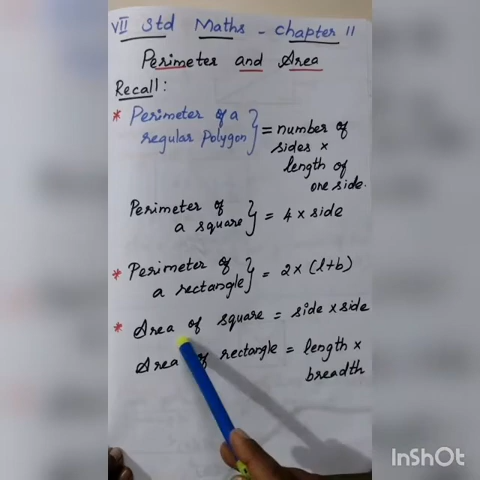 VII Std Maths - Chapter 11
Perimeter and Area
Recall:
* Perimeter of a
regular Polygon } = number of
sides ×
length of
one side.
Perimeter of
a square } = 4 × side
* Perimeter of
a rectangle } = 2 × (l+b)
* Area of square = side × side
Area of rectangle = length ×
breadth
InShOt